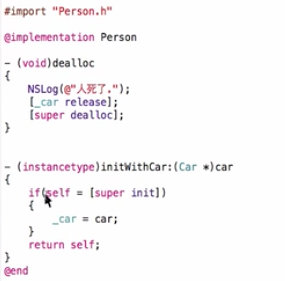 #import "Person.h"
@implementation Person
- (void)dealloc
{
NSLog(@"人死了.");
[_car release];
[super dealloc];
}
- (instancetype)initWithCar:(Car *)car
{
if(self = [super init])
{
_car = car;
}
return self;
}
@end